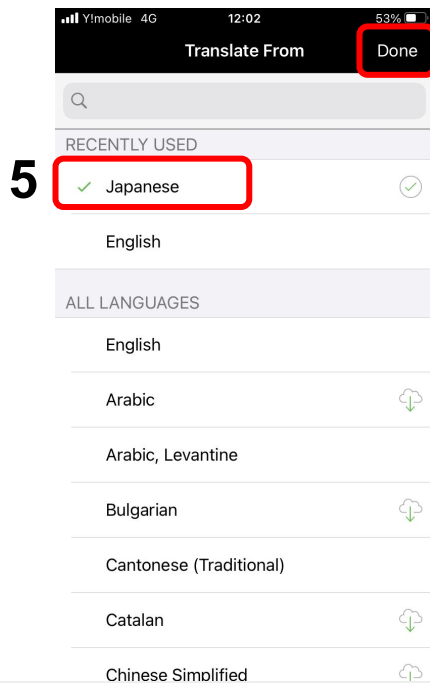 Y!mobile 4G 12:02 53%
Translate From Done
RECENTLY USED
5 Japanese
English
ALL LANGUAGES
English
Arabic
Arabic, Levantine
Bulgarian
Cantonese (Traditional)
Catalan
Chinese Simplified